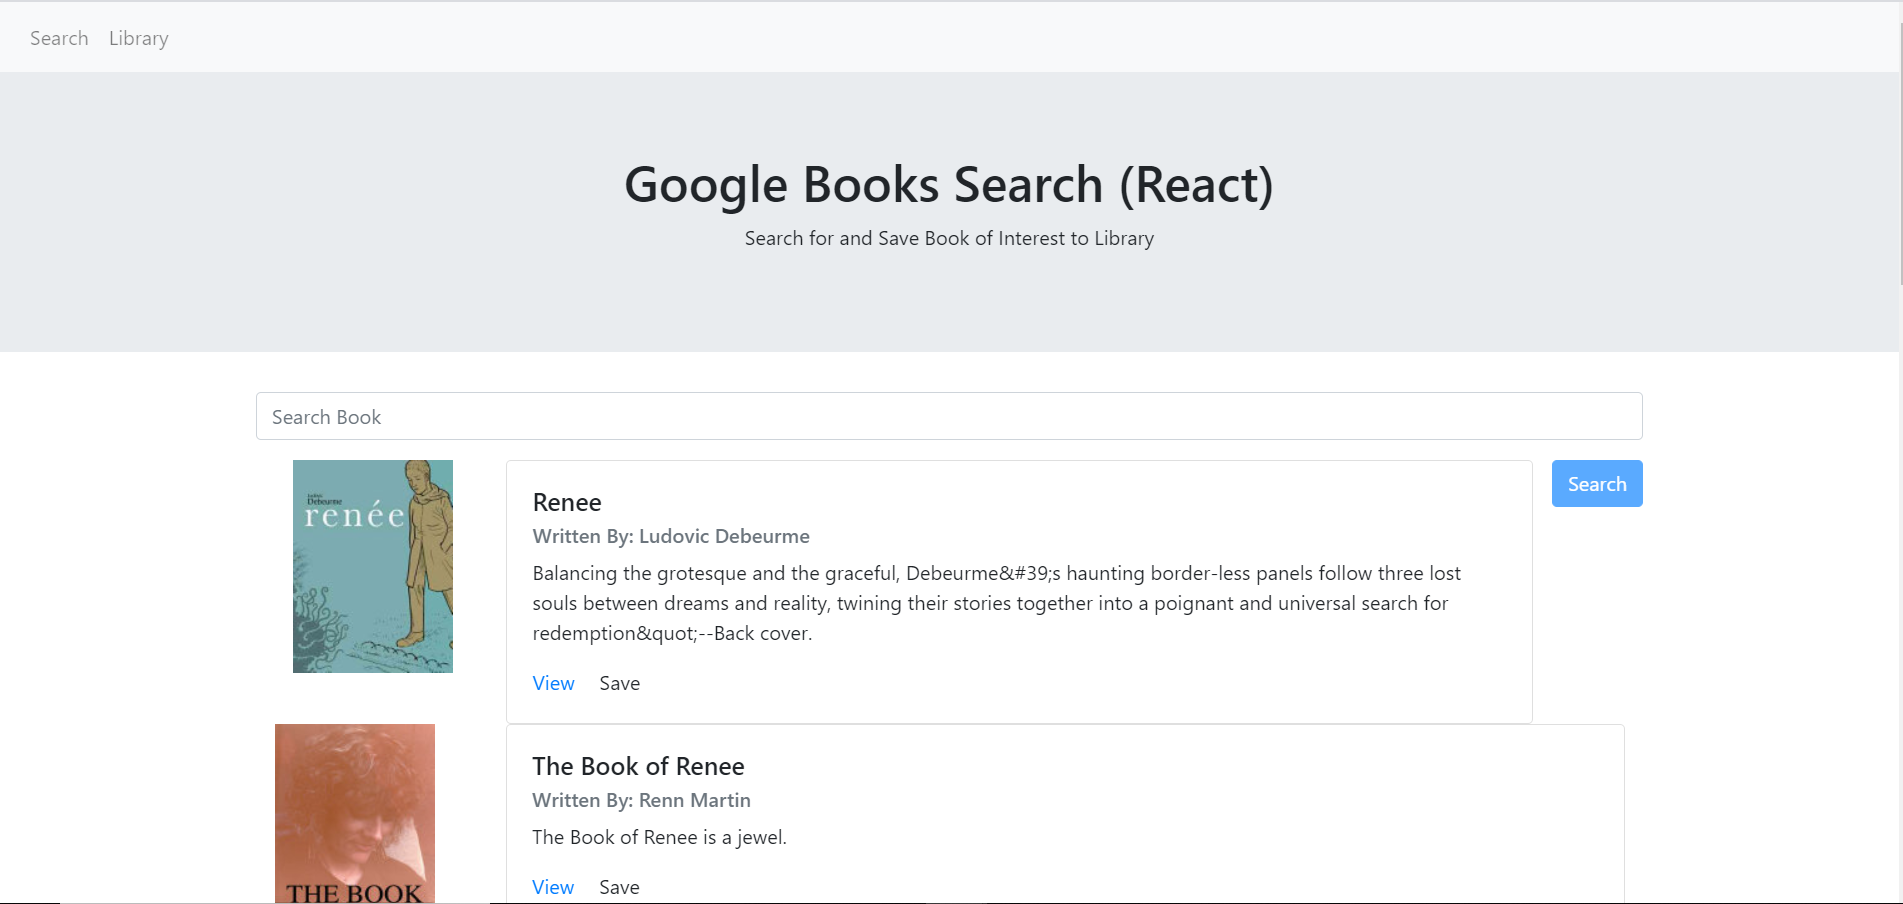 Search Library
Google Books Search (React)
Search for and Save Book of Interest to Library
Search Book
Ludovic
Debeurme
renée
Renee
Written By: Ludovic Debeurme
Balancing the grotesque and the graceful, Debeurme&#39;s haunting border-less panels follow three lost
souls between dreams and reality, twining their stories together into a poignant and universal search for
redemption&quot;--Back cover.
View Save
Search
THE BOOK
The Book of Renee
Written By: Renn Martin
The Book of Renee is a jewel.
View Save